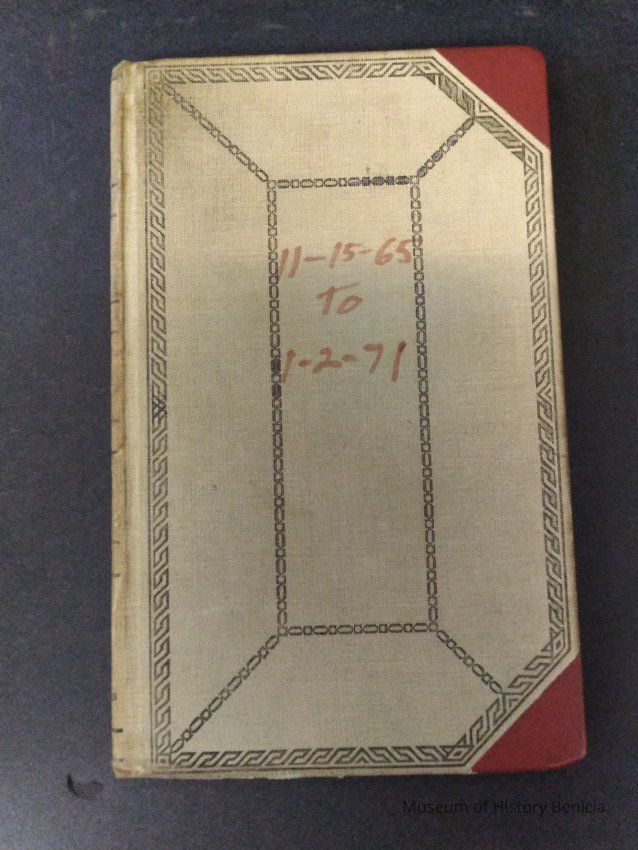 11-15-65
To
1-2-71
Museum of History Benicia